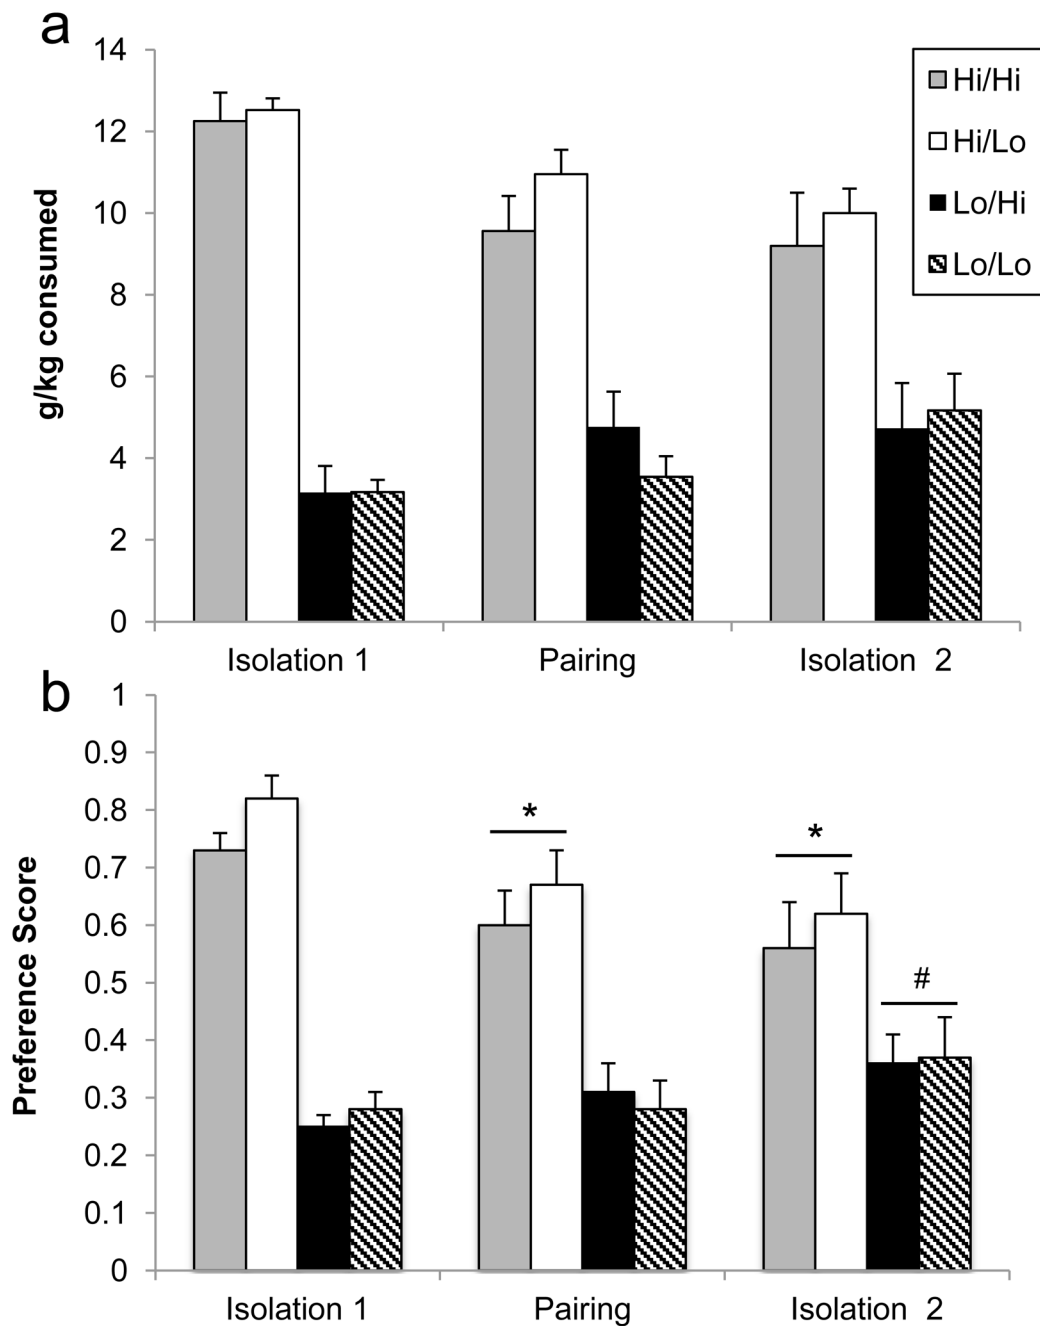 a
14
12
10
8
6
4
2
0
g/kg consumed
Hi/Hi
Hi/Lo
Lo/Hi
Lo/Lo
Isolation 1 Pairing Isolation 2
b
1
0.9
0.8
0.7
0.6
0.5
0.4
0.3
0.2
0.1
0
Preference Score
* * #
Isolation 1 Pairing Isolation 2